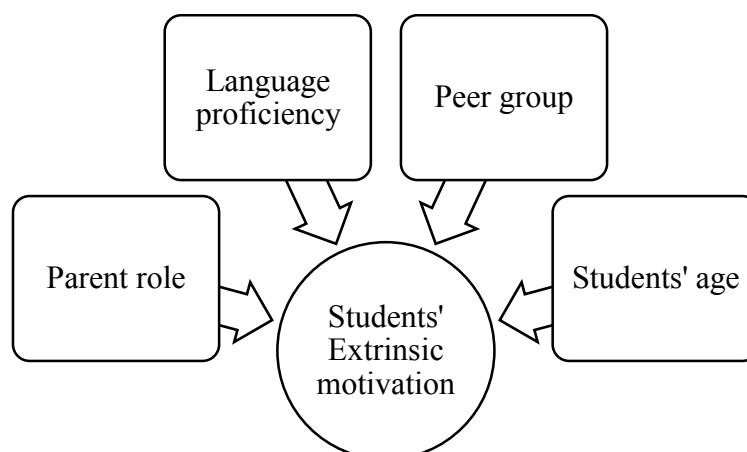 Language
proficiency
Peer group
Parent role
Students' age
Students'
Extrinsic
motivation